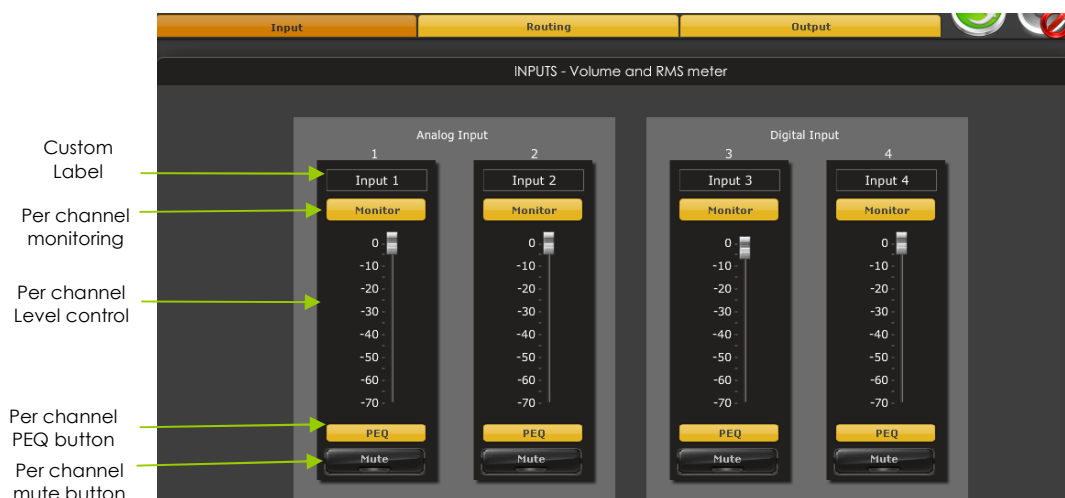 Input
Routing
Output
INPUTS - Volume and RMS meter
Analog Input
Digital Input
1
2
3
4
Custom
Label
Input 1
Input 2
Input 3
Input 4
Per channel
monitoring
Monitor
Monitor
Monitor
Monitor
Per channel
Level control
0
-10
-20
-30
-40
-50
-60
-70
0
-10
-20
-30
-40
-50
-60
-70
0
-10
-20
-30
-40
-50
-60
-70
0
-10
-20
-30
-40
-50
-60
-70
Per channel
PEQ button
PEQ
PEQ
PEQ
PEQ
Per channel
mute button
Mute
Mute
Mute
Mute